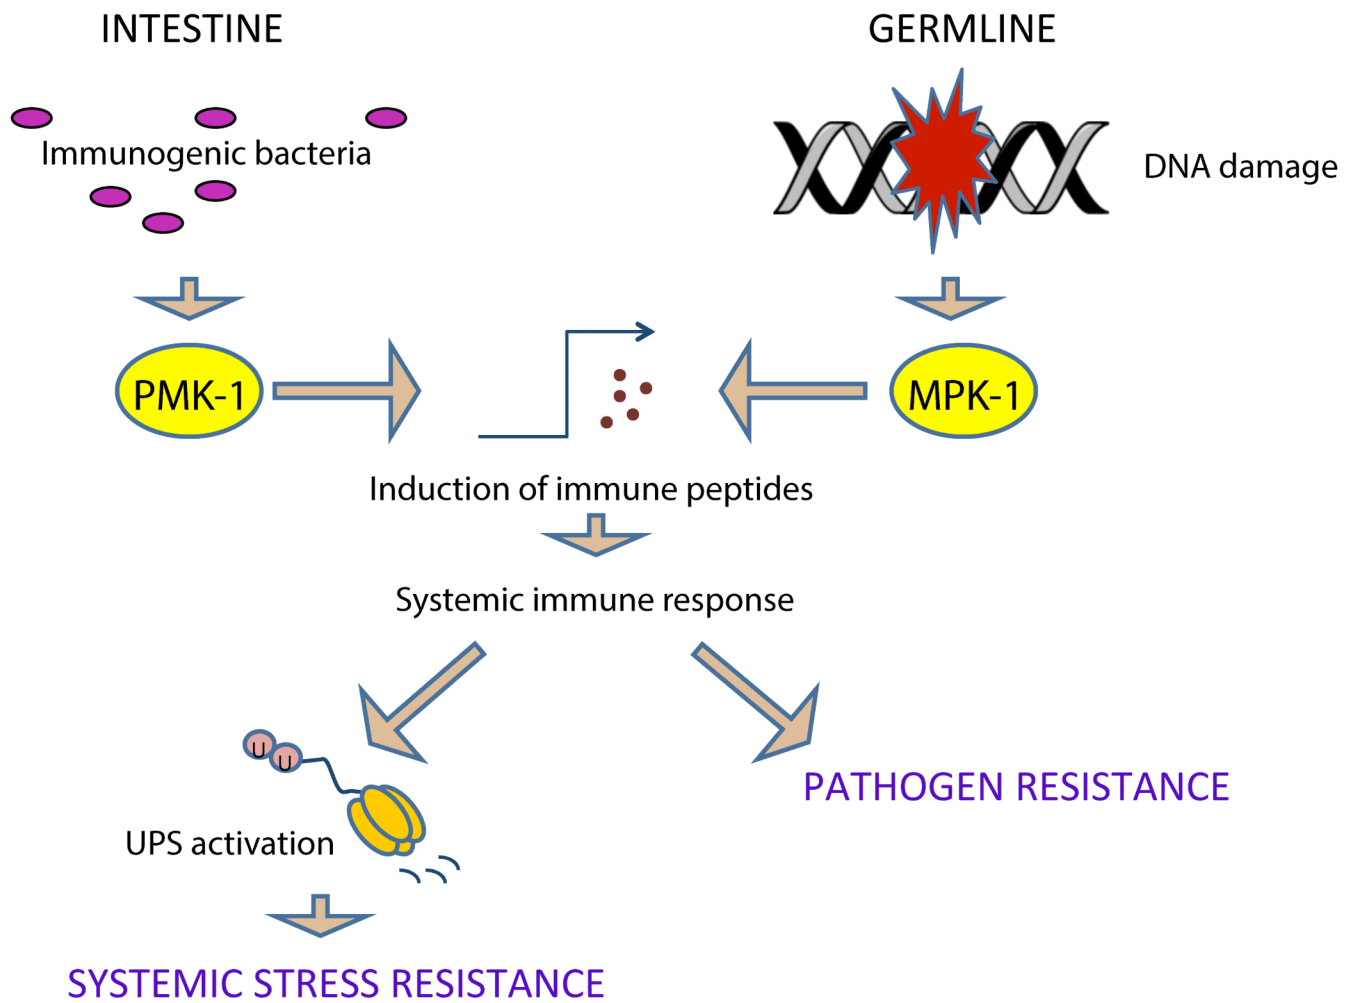 INTESTINE
GERMLINE
Immunogenic bacteria
DNA damage
PMK-1
MPK-1
Induction of immune peptides
Systemic immune response
U
U
PATHOGEN RESISTANCE
UPS activation
SYSTEMIC STRESS RESISTANCE